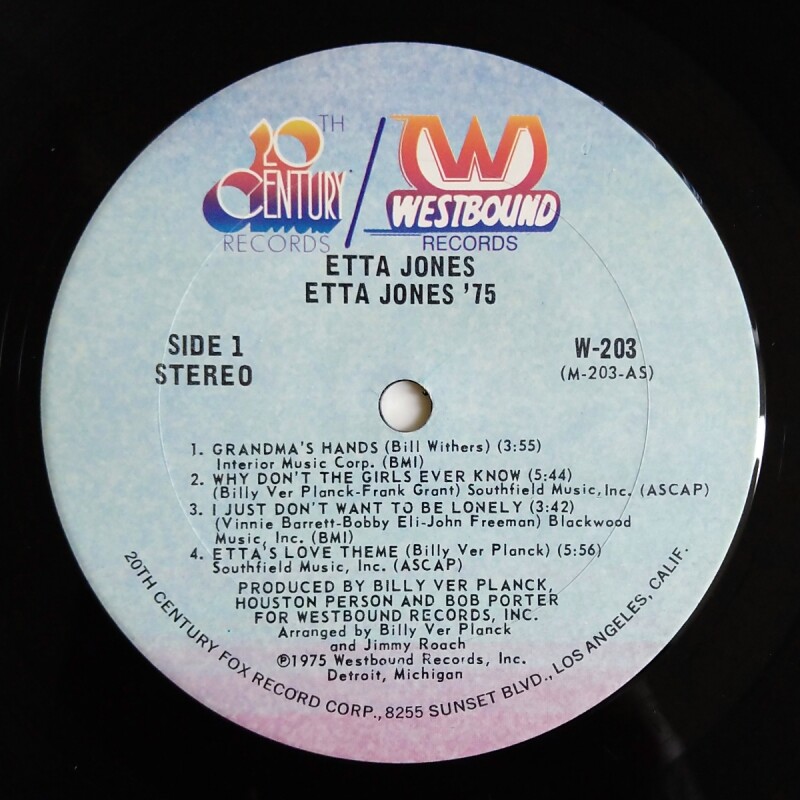 20TH CENTURY RECORDS / W WESTBOUND RECORDS
ETTA JONES
ETTA JONES '75
SIDE 1
STEREO
W-203
(M-203-AS)
1. GRANDMA'S HANDS (Bill Withers) (3:55)
Interior Music Corp. (BMI)
2. WHY DON'T THE GIRLS EVER KNOW (5:44)
(Billy Ver Planck-Frank Grant) Southfield Music, Inc. (ASCAP)
3. I JUST DON'T WANT TO BE LONELY (3:42)
(Vinnie Barrett-Bobby Eli-John Freeman) Blackwood
Music, Inc. (BMI)
4. ETTA'S LOVE THEME (Billy Ver Planck) (5:56)
Southfield Music, Inc. (ASCAP)
PRODUCED BY BILLY VER PLANCK,
HOUSTON PERSON AND BOB PORTER
FOR WESTBOUND RECORDS, INC.
Arranged by Billy Ver Planck
and Jimmy Roach
℗1975 Westbound Records, Inc.
Detroit, Michigan
20TH CENTURY FOX RECORD CORP., 8255 SUNSET BLVD., LOS ANGELES, CALIF.